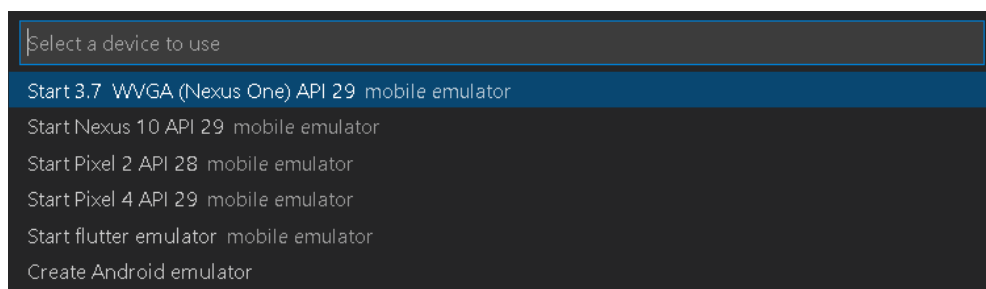 Select a device to use
Start 3.7 WVGA (Nexus One) API 29 mobile emulator
Start Nexus 10 API 29 mobile emulator
Start Pixel 2 API 28 mobile emulator
Start Pixel 4 API 29 mobile emulator
Start flutter emulator mobile emulator
Create Android emulator